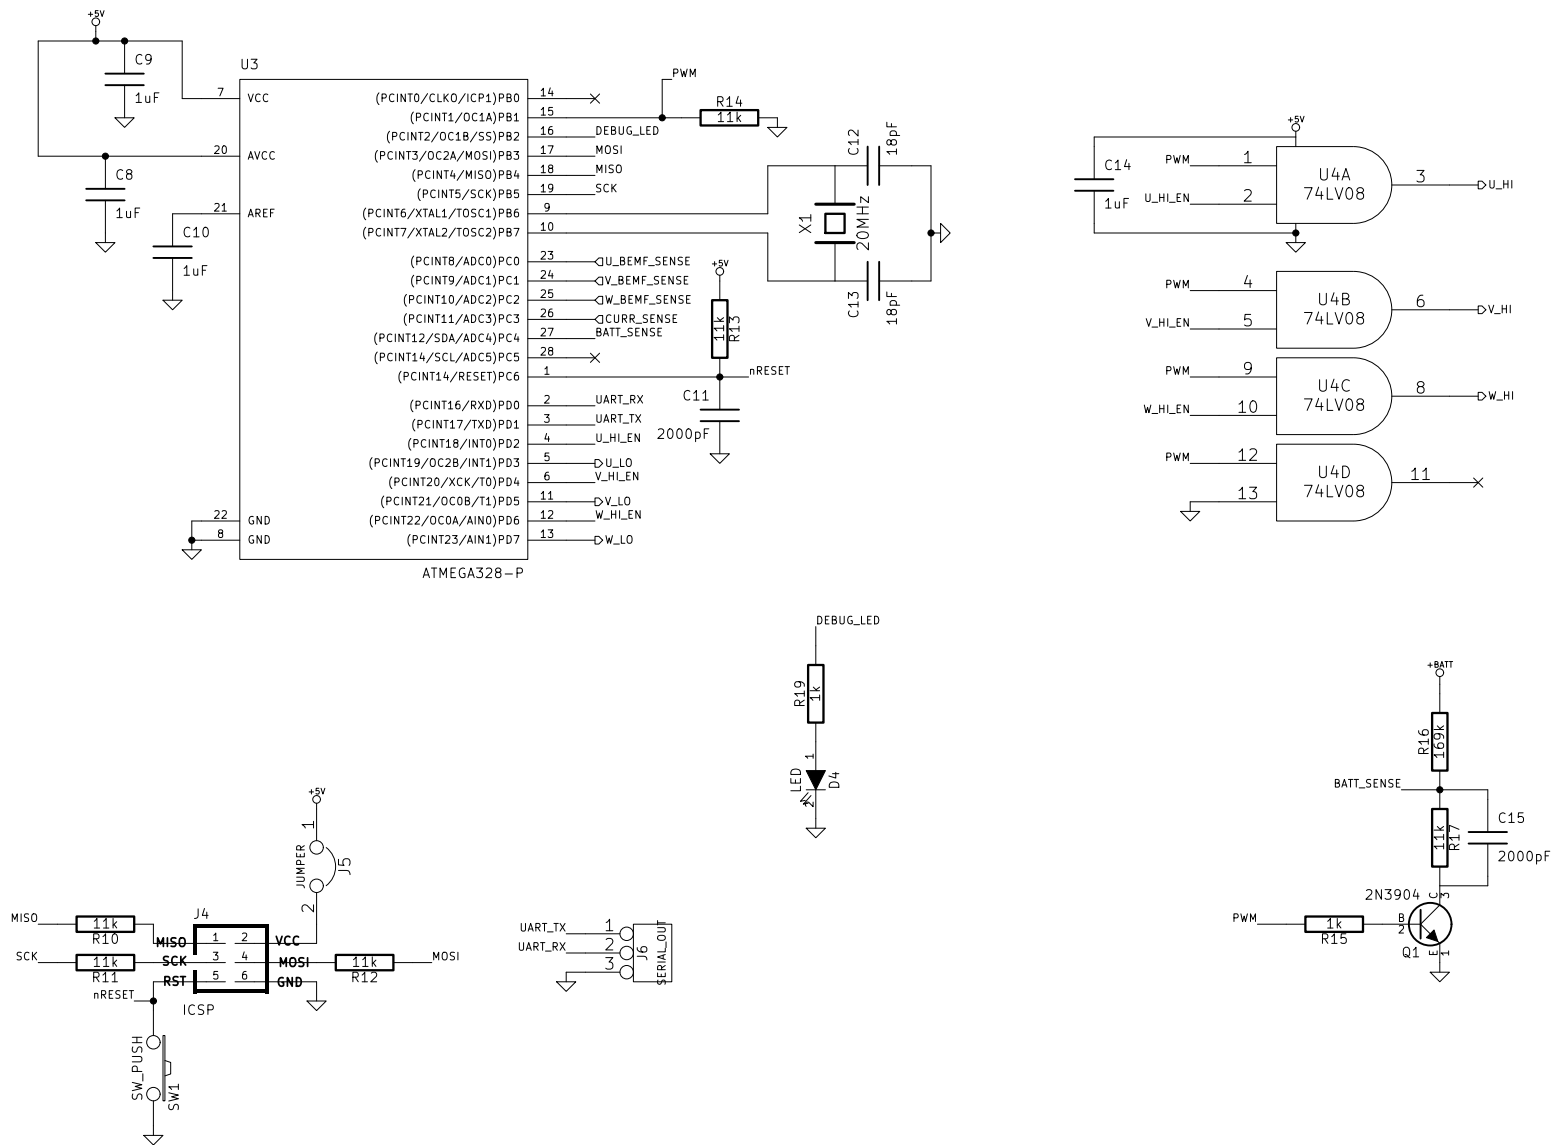 +5V
C9
1uF
C8
1uF
C10
1uF
U3
7 VCC
20 AVCC
21 AREF
22 GND
8 GND
(PCINT0/CLKO/ICP1)PB0 14
(PCINT1/OC1A)PB1 15
(PCINT2/OC1B/SS)PB2 16 DEBUG_LED
(PCINT3/OC2A/MOSI)PB3 17 MOSI
(PCINT4/MISO)PB4 18 MISO
(PCINT5/SCK)PB5 19 SCK
(PCINT6/XTAL1/TOSC1)PB6 9
(PCINT7/XTAL2/TOSC2)PB7 10
(PCINT8/ADC0)PC0 23 U_BEMF_SENSE
(PCINT9/ADC1)PC1 24 V_BEMF_SENSE
(PCINT10/ADC2)PC2 25 W_BEMF_SENSE
(PCINT11/ADC3)PC3 26 CURR_SENSE
(PCINT12/SDA/ADC4)PC4 27 BATT_SENSE
(PCINT14/SCL/ADC5)PC5 28
(PCINT14/RESET)PC6 1 nRESET
(PCINT16/RXD)PD0 2 UART_RX
(PCINT17/TXD)PD1 3 UART_TX
(PCINT18/INT0)PD2 4 U_HI_EN
(PCINT19/OC2B/INT1)PD3 5 U_LO
(PCINT20/XCK/T0)PD4 6 V_HI_EN
(PCINT21/OC0B/T1)PD5 11 V_LO
(PCINT22/OC0A/AIN0)PD6 12 W_HI_EN
(PCINT23/AIN1)PD7 13 W_LO
ATMEGA328-P
PWM
R14
11k
C12
18pF
X1
20MHz
C13
18pF
+5V
11k
R13
C11
2000pF
+5V
C14
1uF
PWM 1
U_HI_EN 2
U4A
74LV08
3 U_HI
PWM 4
V_HI_EN 5
U4B
74LV08
6 V_HI
PWM 9
W_HI_EN 10
U4C
74LV08
8 W_HI
PWM 12
13
U4D
74LV08
11
DEBUG_LED
R19
1k
1
LED
D4
2
+BATT
R16
169k
BATT_SENSE
11k
R17
C15
2000pF
2N3904
C
3
PWM
1k
R15
B
2
Q1
E
1
+5V
1
JUMPER
J5
2
MISO
11k
R10
SCK
11k
R11
nRESET
J4
MISO 1 2 VCC
SCK 3 4 MOSI
RST 5 6 GND
ICSP
11k
R12
MOSI
SW_PUSH
SW1
UART_TX 1
UART_RX 2
3
J6
SERIAL_OUT